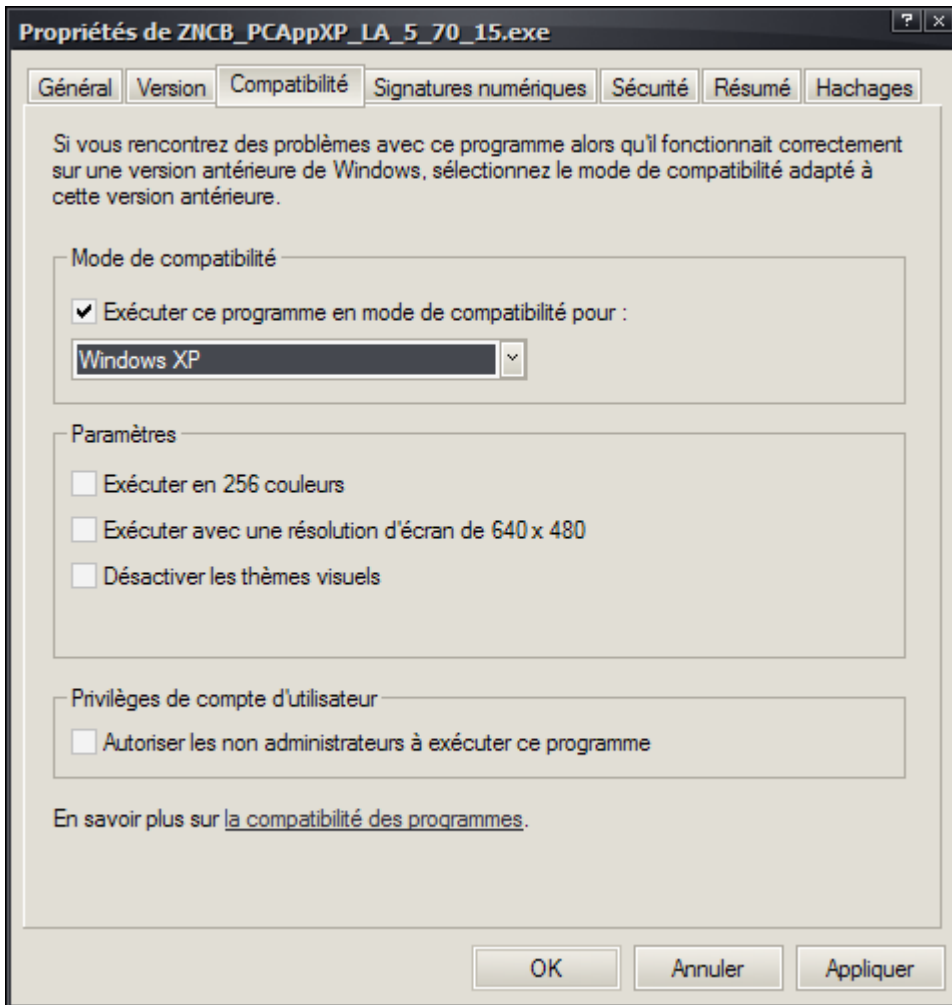 Propriétés de ZNCB_PCAppXP_LA_5_70_15.exe
Général Version Compatibilité Signatures numériques Sécurité Résumé Hachages
Si vous rencontrez des problèmes avec ce programme alors qu'il fonctionnait correctement
sur une version antérieure de Windows, sélectionnez le mode de compatibilité adapté à
cette version antérieure.
Mode de compatibilité
Exécuter ce programme en mode de compatibilité pour :
Windows XP
Paramètres
Exécuter en 256 couleurs
Exécuter avec une résolution d'écran de 640 x 480
Désactiver les thèmes visuels
Privilèges de compte d'utilisateur
Autoriser les non administrateurs à exécuter ce programme
En savoir plus sur la compatibilité des programmes.
OK Annuler Appliquer